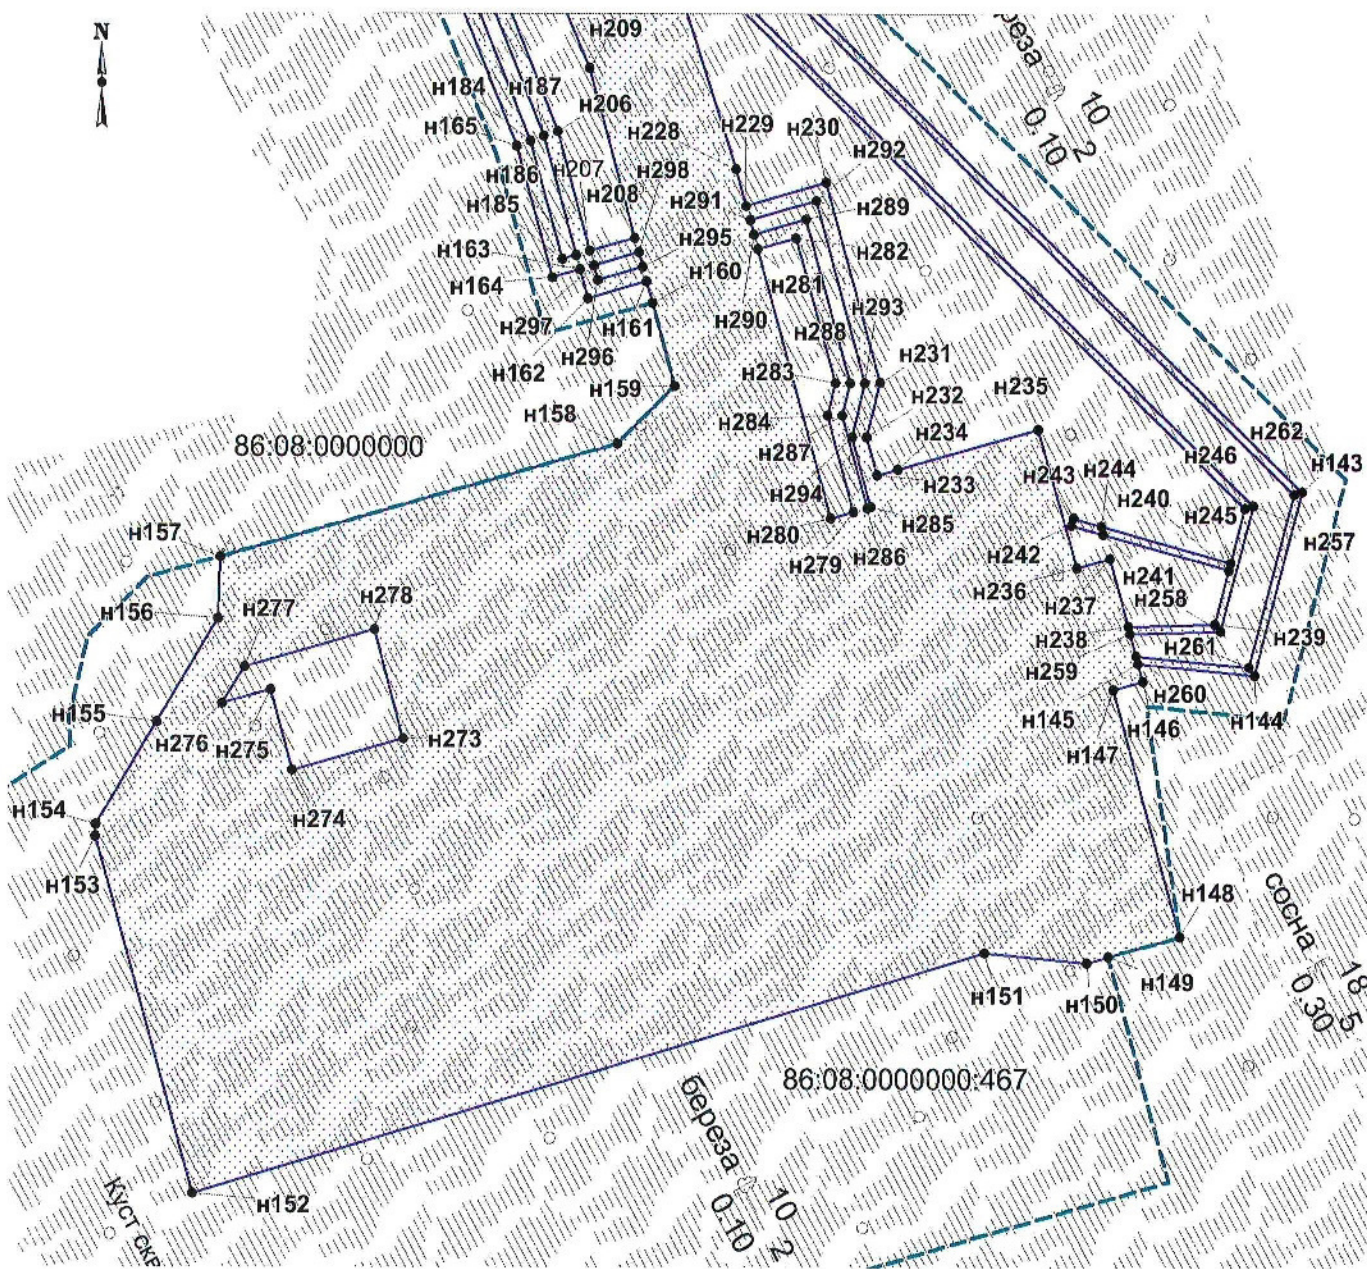 N
н209
н184
н187
н206
н165
н228
н229
н230
н292
н186
н207
н298
н208
н291
н289
н185
н295
н282
н163
н160
н164
н281
н293
н297
н161
н290
н288
н296
н231
н162
н283
н159
н232
н235
н158
н284
н234
86:08:0000000
н262
н246
н143
н287
н243
н244
н233
н240
н294
н245
н257
н157
н280
н285
н242
н279
н286
н236
н241
н156
н277
н278
н237
н258
н238
н239
н261
н259
н155
н260
н276
н145
н146
н144
н275
н273
н147
н154
н274
н153
н148
н151
н150
н149
86:08:0000000:467
н152
реза
10
2
0.10
сосна
18
5
0.30
береза
10
2
0.10
Куст скв